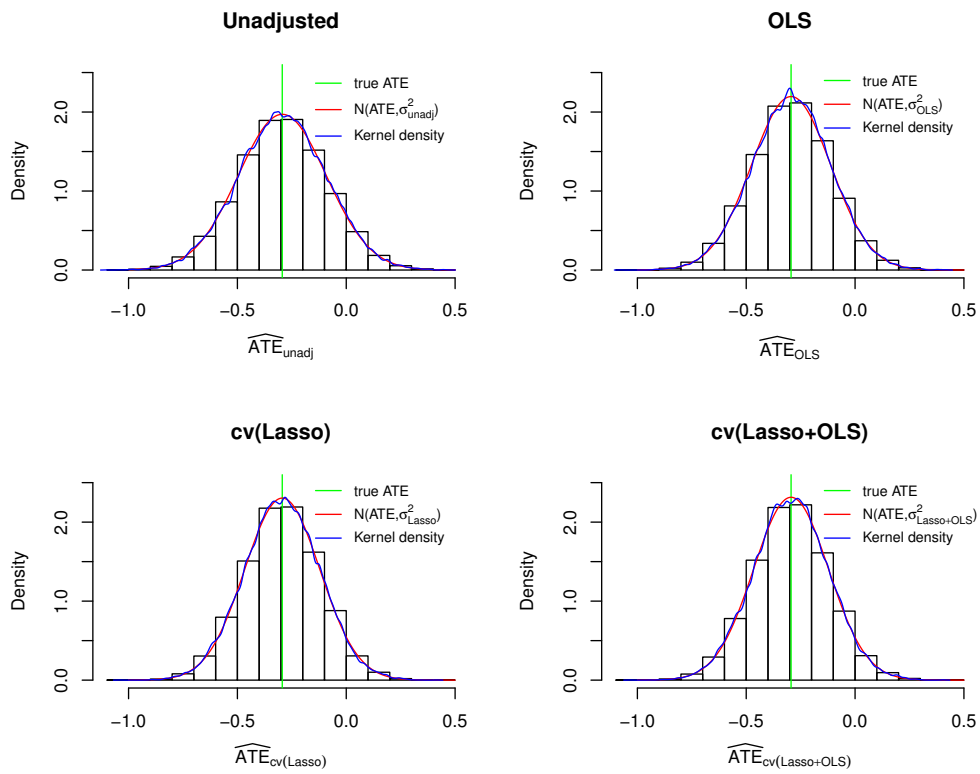 Unadjusted
Density
0.0 1.0 2.0
true ATE
N(ATE,σ²unadj)
Kernel density
−1.0 −0.5 0.0 0.5
ATÊunadj
OLS
Density
0.0 1.0 2.0
true ATE
N(ATE,σ²OLS)
Kernel density
−1.0 −0.5 0.0 0.5
ATÊOLS
cv(Lasso)
Density
0.0 1.0 2.0
true ATE
N(ATE,σ²Lasso)
Kernel density
−1.0 −0.5 0.0 0.5
ATÊcv(Lasso)
cv(Lasso+OLS)
Density
0.0 1.0 2.0
true ATE
N(ATE,σ²Lasso+OLS)
Kernel density
−1.0 −0.5 0.0 0.5
ATÊcv(Lasso+OLS)